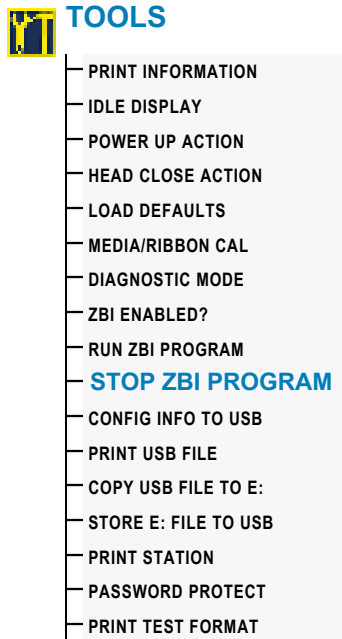 TOOLS
PRINT INFORMATION
IDLE DISPLAY
POWER UP ACTION
HEAD CLOSE ACTION
LOAD DEFAULTS
MEDIA/RIBBON CAL
DIAGNOSTIC MODE
ZBI ENABLED?
RUN ZBI PROGRAM
STOP ZBI PROGRAM
CONFIG INFO TO USB
PRINT USB FILE
COPY USB FILE TO E:
STORE E: FILE TO USB
PRINT STATION
PASSWORD PROTECT
PRINT TEST FORMAT